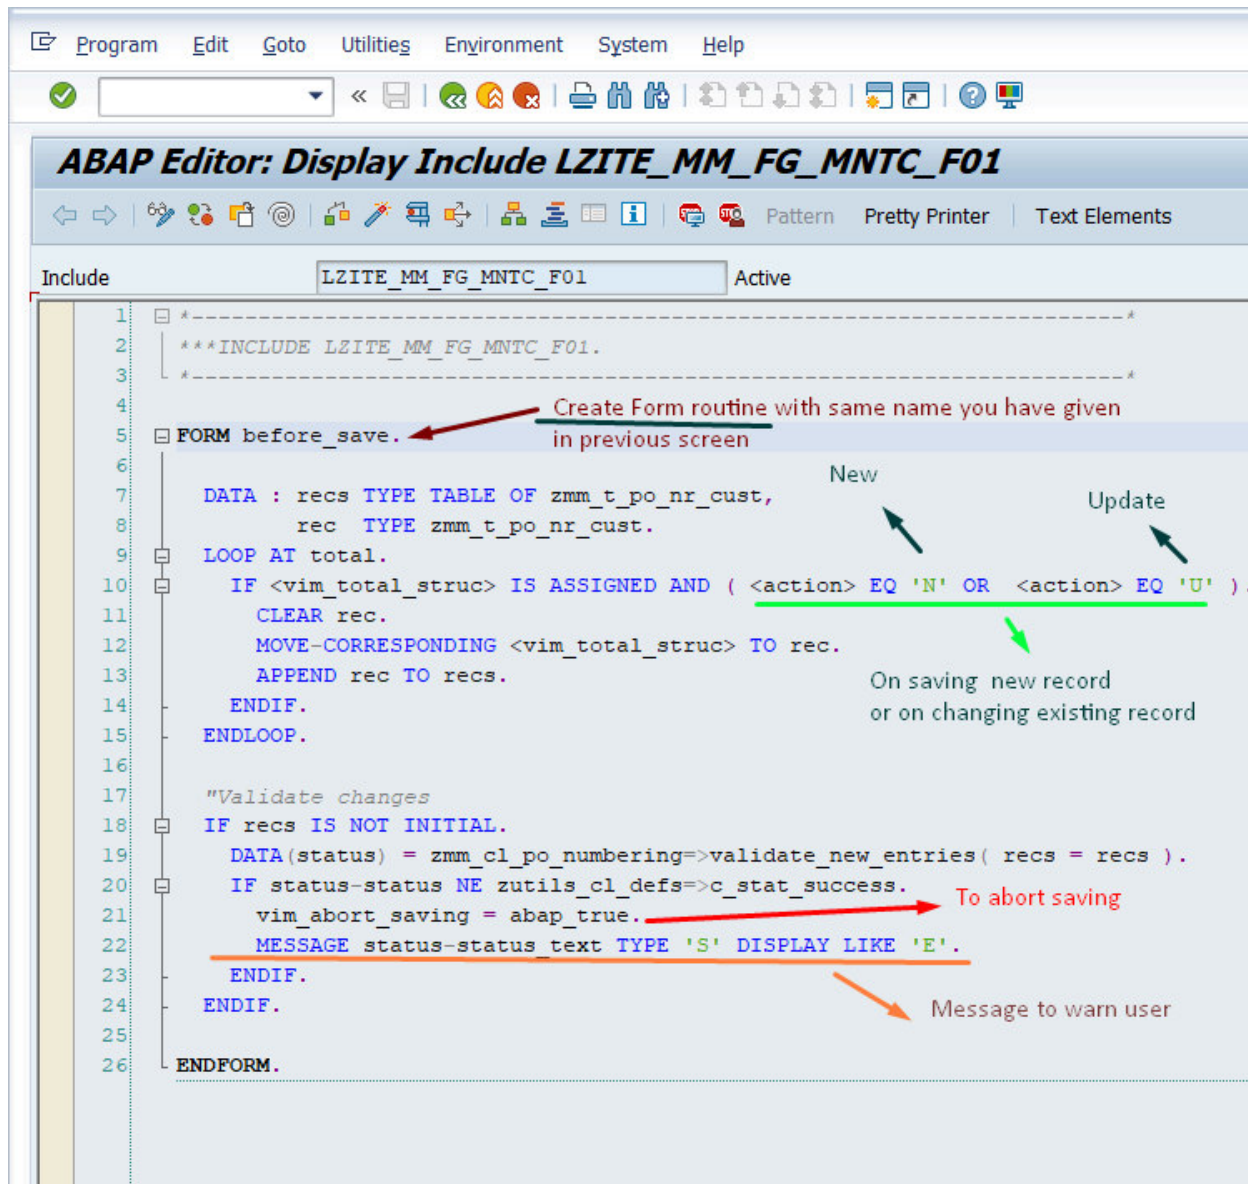 Program Edit Goto Utilities Environment System Help
ABAP Editor: Display Include LZITE_MM_FG_MNTC_F01
Pattern Pretty Printer Text Elements
Include LZITE_MM_FG_MNTC_F01 Active
1 *----------------------------------------------------------------------*
2 ***INCLUDE LZITE_MM_FG_MNTC_F01.
3 *----------------------------------------------------------------------*
4
Create Form routine with same name you have given
5 FORM before_save.
in previous screen
6
New
7 DATA : recs TYPE TABLE OF zmm_t_po_nr_cust,
Update
8 rec TYPE zmm_t_po_nr_cust.
9 LOOP AT total.
10 IF <vim_total_struc> IS ASSIGNED AND ( <action> EQ 'N' OR <action> EQ 'U' ).
11 CLEAR rec.
12 MOVE-CORRESPONDING <vim_total_struc> TO rec.
13 APPEND rec TO recs.
On saving new record
14 ENDIF.
or on changing existing record
15 ENDLOOP.
16
17 "Validate changes
18 IF recs IS NOT INITIAL.
19 DATA(status) = zmm_cl_po_numbering=>validate_new_entries( recs = recs ).
20 IF status-status NE zutils_cl_defs=>c_stat_success.
To abort saving
21 vim_abort_saving = abap_true.
22 MESSAGE status-status_text TYPE 'S' DISPLAY LIKE 'E'.
23 ENDIF.
24 ENDIF.
Message to warn user
25
26 ENDFORM.